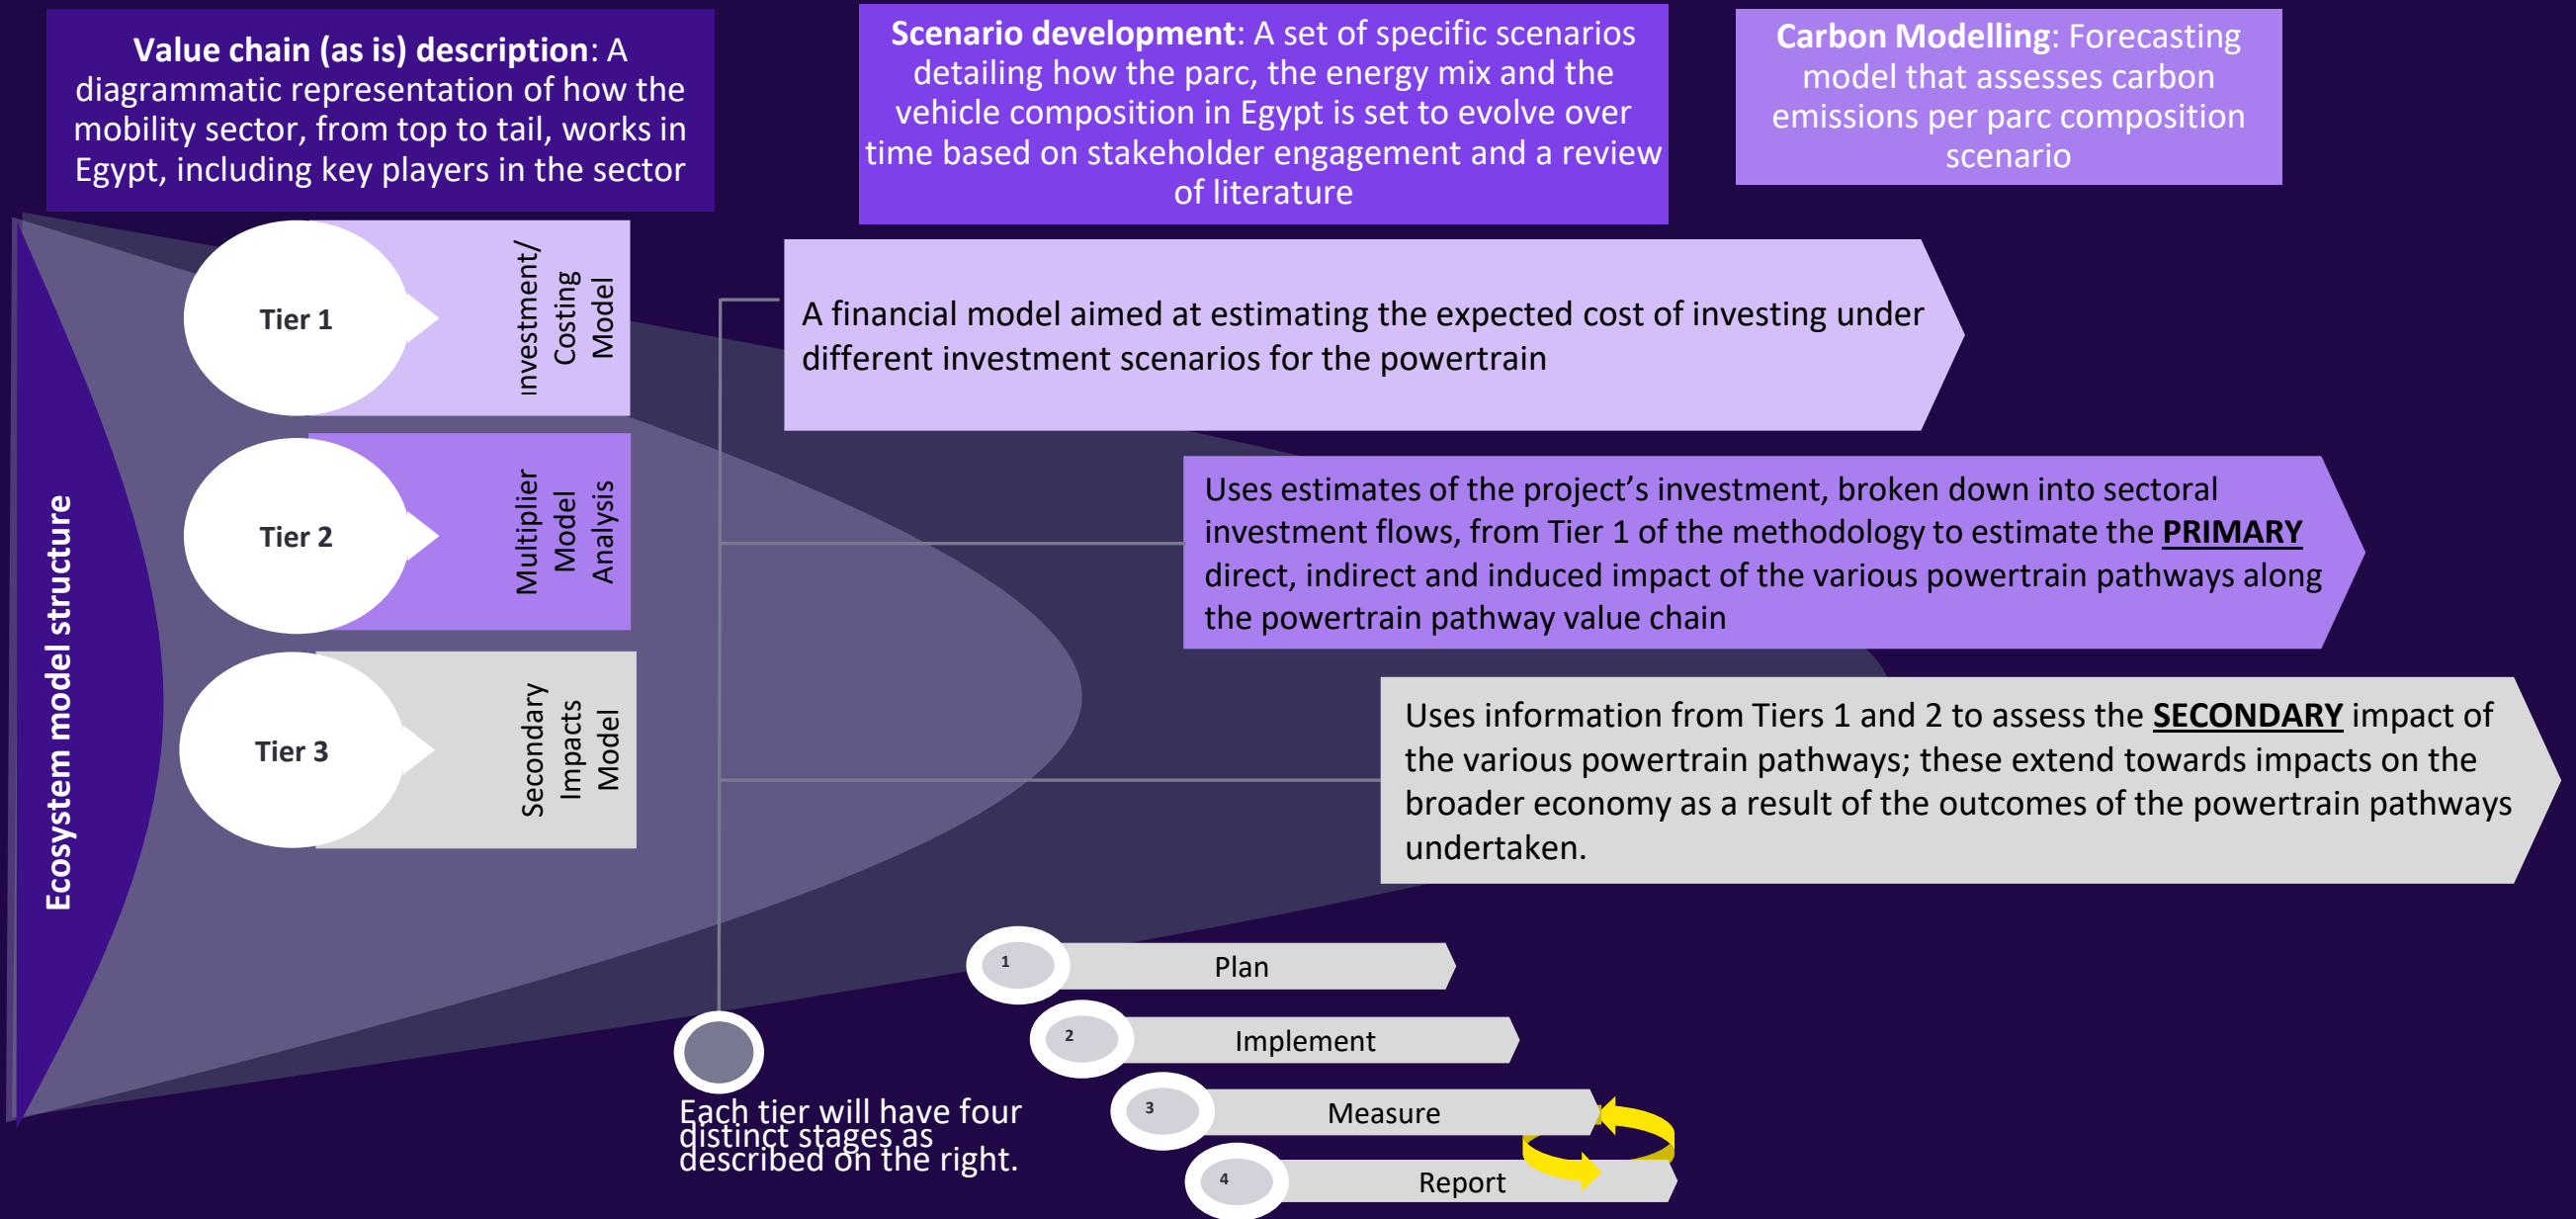 Value chain (as is) description: A
diagrammatic representation of how the
mobility sector, from top to tail, works in
Egypt, including key players in the sector
Scenario development: A set of specific scenarios
detailing how the parc, the energy mix and the
vehicle composition in Egypt is set to evolve over
time based on stakeholder engagement and a review
of literature
Carbon Modelling: Forecasting
model that assesses carbon
emissions per parc composition
scenario
Ecosystem model structure
Tier 1
Investment/
Costing
Model
A financial model aimed at estimating the expected cost of investing under
different investment scenarios for the powertrain
Tier 2
Multiplier
Model
Analysis
Uses estimates of the project’s investment, broken down into sectoral
investment flows, from Tier 1 of the methodology to estimate the PRIMARY
direct, indirect and induced impact of the various powertrain pathways along
the powertrain pathway value chain
Tier 3
Secondary
Impacts
Model
Uses information from Tiers 1 and 2 to assess the SECONDARY impact of
the various powertrain pathways; these extend towards impacts on the
broader economy as a result of the outcomes of the powertrain pathways
undertaken.
Each tier will have four
distinct stages as
described on the right.
1 Plan
2 Implement
3 Measure
4 Report